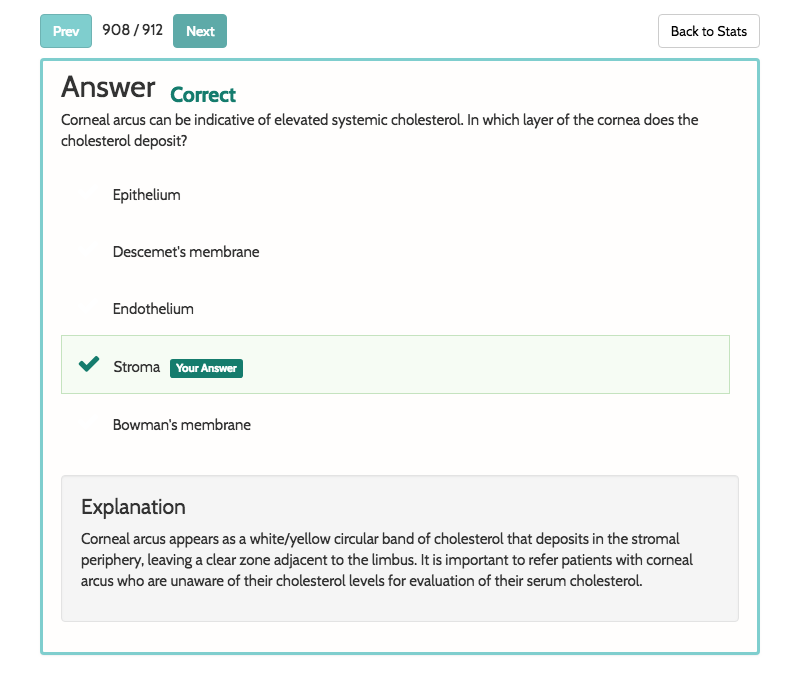 Prev 908 / 912 Next Back to Stats
Answer Correct
Corneal arcus can be indicative of elevated systemic cholesterol. In which layer of the cornea does the
cholesterol deposit?
Epithelium
Descemet's membrane
Endothelium
Stroma Your Answer
Bowman's membrane
Explanation
Corneal arcus appears as a white/yellow circular band of cholesterol that deposits in the stromal
periphery, leaving a clear zone adjacent to the limbus. It is important to refer patients with corneal
arcus who are unaware of their cholesterol levels for evaluation of their serum cholesterol.